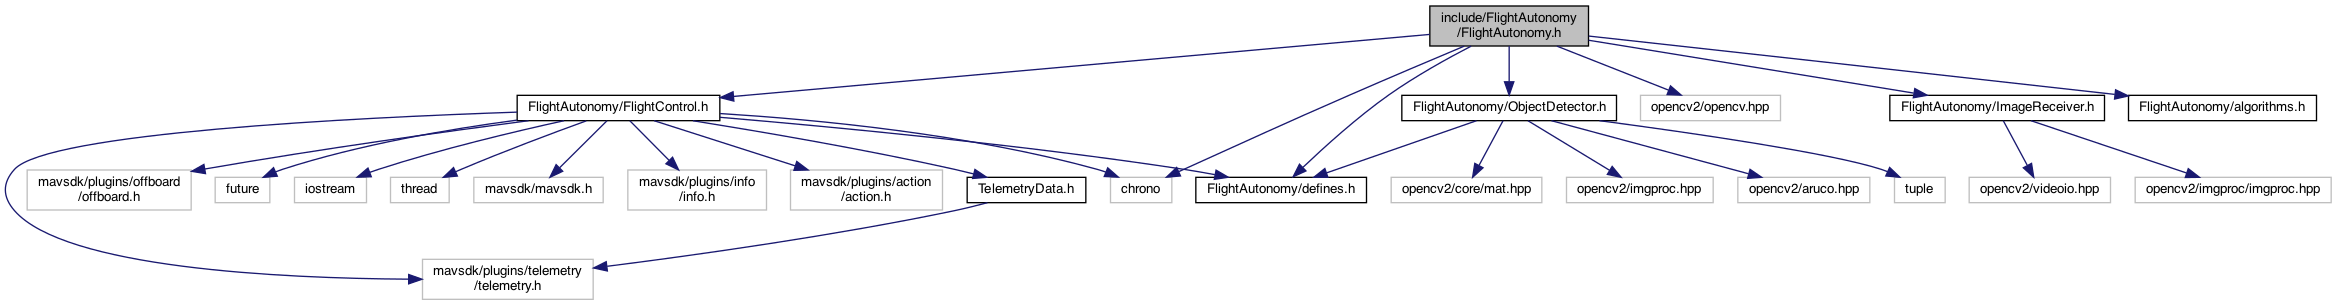 include/FlightAutonomy
/FlightAutonomy.h
FlightAutonomy/FlightControl.h
FlightAutonomy/ObjectDetector.h
opencv2/opencv.hpp
FlightAutonomy/ImageReceiver.h
FlightAutonomy/algorithms.h
mavsdk/plugins/offboard
/offboard.h
future
iostream
thread
mavsdk/mavsdk.h
mavsdk/plugins/info
/info.h
mavsdk/plugins/action
/action.h
TelemetryData.h
chrono
FlightAutonomy/defines.h
opencv2/core/mat.hpp
opencv2/imgproc.hpp
opencv2/aruco.hpp
tuple
opencv2/videoio.hpp
opencv2/imgproc/imgproc.hpp
mavsdk/plugins/telemetry
/telemetry.h